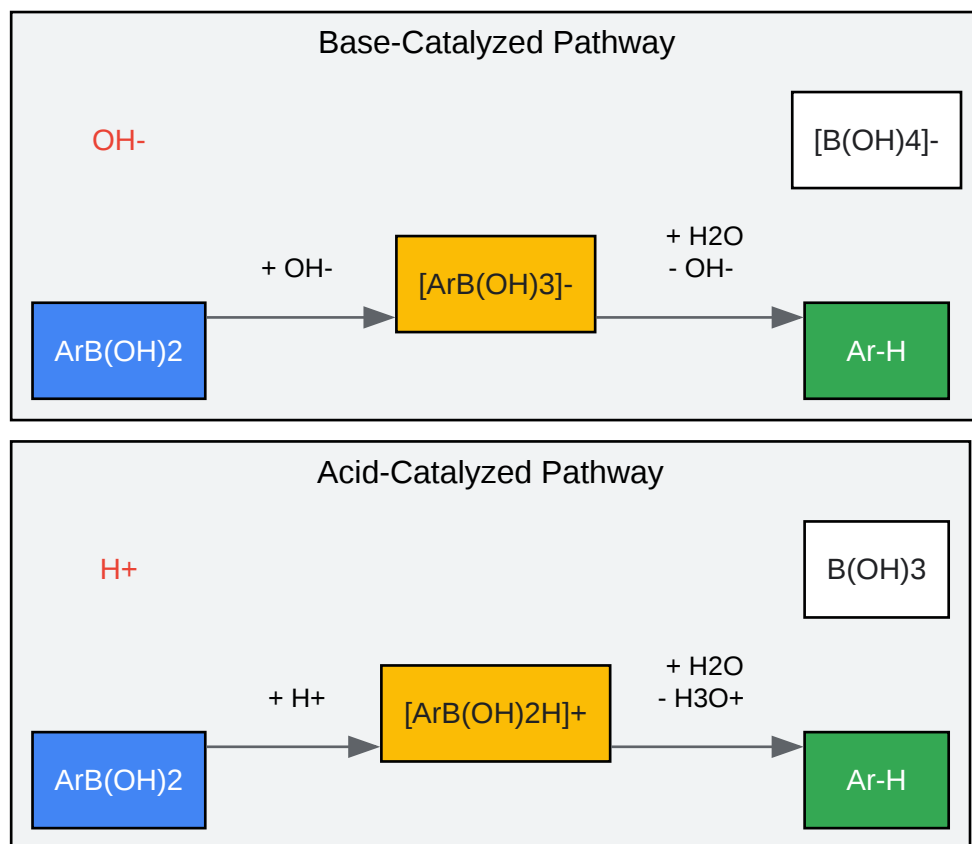 Base-Catalyzed Pathway
OH-
[B(OH)4]-
+ H2O
- OH-
+ OH-
[ArB(OH)3]-
ArB(OH)2
Ar-H
Acid-Catalyzed Pathway
H+
B(OH)3
+ H2O
- H3O+
+ H+
[ArB(OH)2H]+
ArB(OH)2
Ar-H